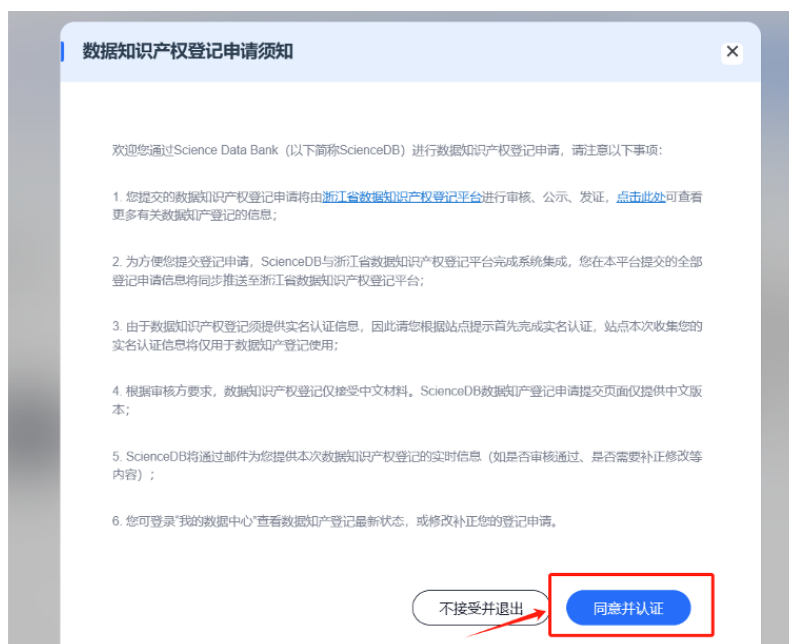 数据知识产权登记申请须知
欢迎您通过Science Data Bank（以下简称ScienceDB）进行数据知识产权登记申请，请注意以下事项：
1. 您提交的数据知识产权登记申请将由浙江省数据知识产权登记平台进行审核、公示、发证，点击此处可查看
更多有关数据知产登记的信息；
2. 为方便您提交登记申请，ScienceDB与浙江省数据知识产权登记平台完成系统集成，您在本平台提交的全部
登记申请信息将同步推送至浙江省数据知识产权登记平台；
3. 由于数据知识产权登记须提供实名认证信息，因此请您根据站点提示首先完成实名认证，站点本次收集您的
实名认证信息将仅用于数据知产登记使用；
4. 根据审核方要求，数据知识产权登记仅接受中文材料。ScienceDB数据知产登记申请提交页面仅提供中文版
本；
5. ScienceDB将通过邮件为您提供本次数据知识产权登记的实时信息（如是否审核通过、是否需要补正修改等
内容）；
6. 您可登录“我的数据中心”查看数据知产登记最新状态，或修改补正您的登记申请。
不接受并退出
同意并认证